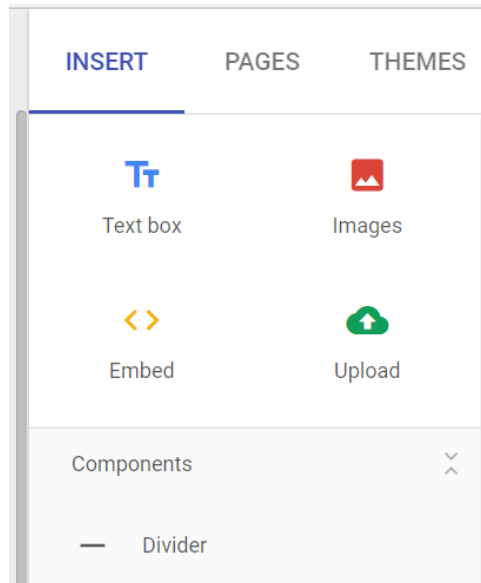 INSERT PAGES THEMES
Text box Images
Embed Upload
Components
Divider